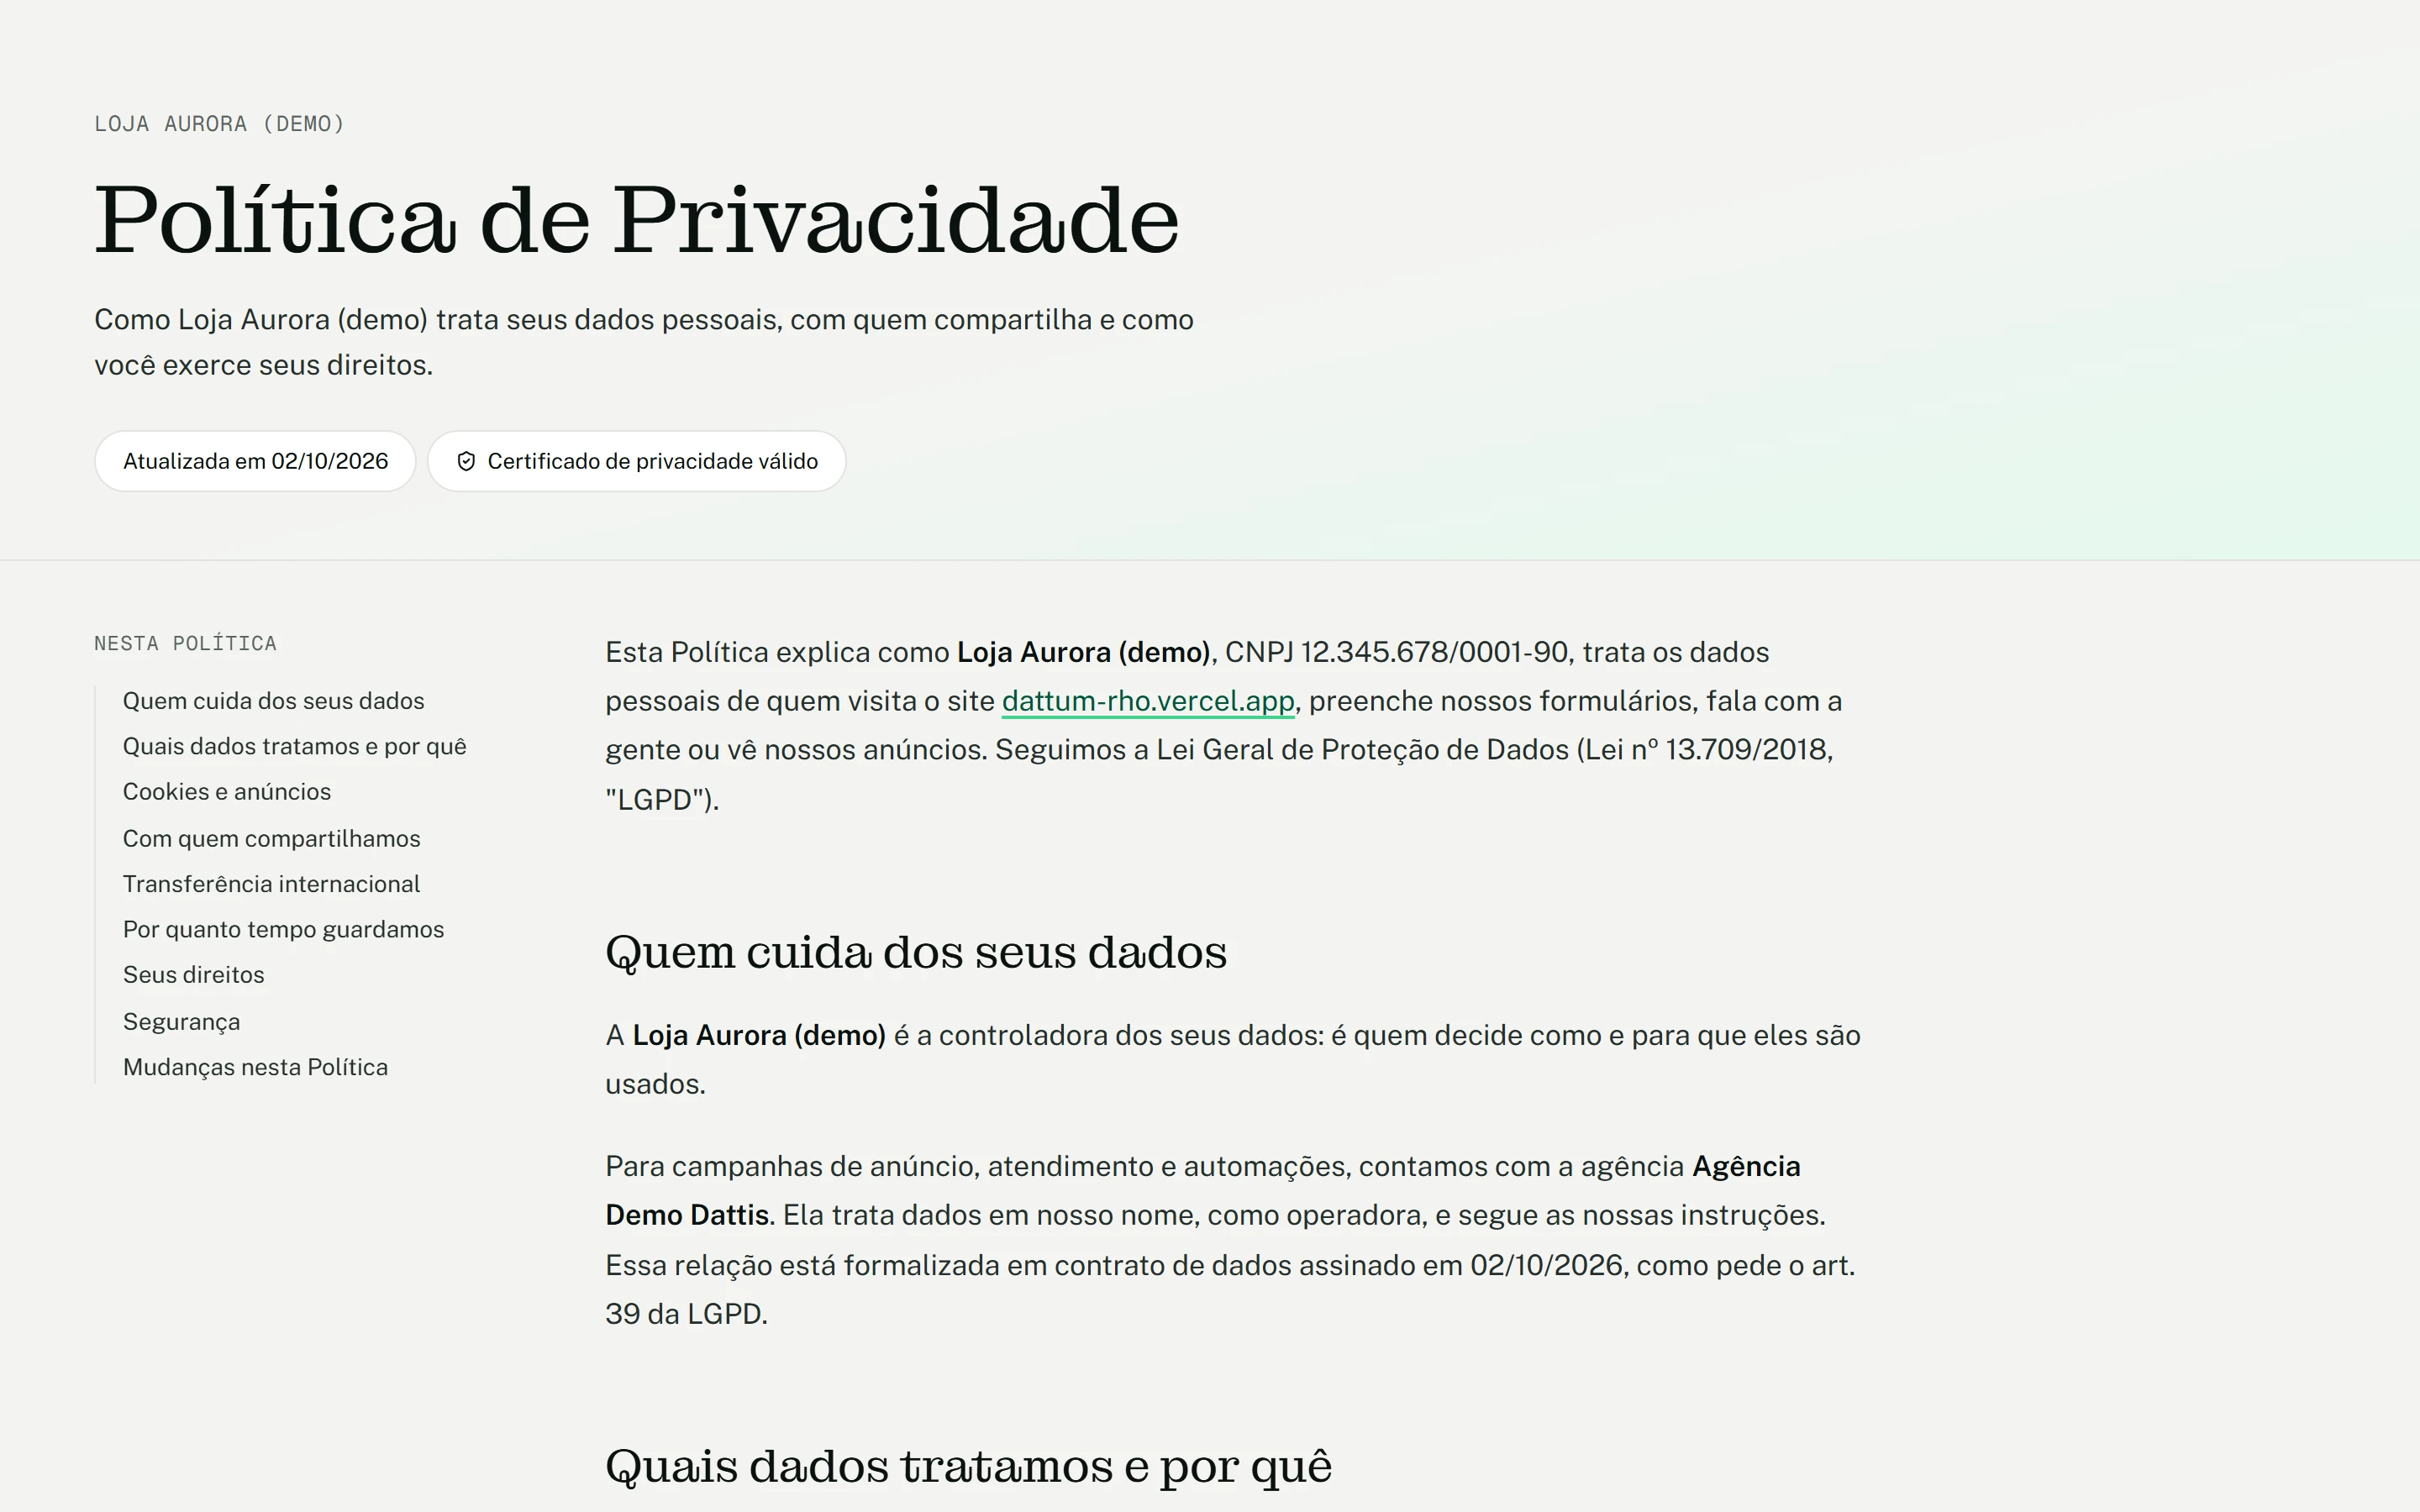 LOJA AURORA (DEMO)
Política de Privacidade
Como Loja Aurora (demo) trata seus dados pessoais, com quem compartilha e como
você exerce seus direitos.
Atualizada em 02/10/2026
Certificado de privacidade válido
NESTA POLÍTICA
Quem cuida dos seus dados
Quais dados tratamos e por quê
Cookies e anúncios
Com quem compartilhamos
Transferência internacional
Por quanto tempo guardamos
Seus direitos
Segurança
Mudanças nesta Política
Esta Política explica como Loja Aurora (demo), CNPJ 12.345.678/0001-90, trata os dados
pessoais de quem visita o site dattum-rho.vercel.app, preenche nossos formulários, fala com a
gente ou vê nossos anúncios. Seguimos a Lei Geral de Proteção de Dados (Lei nº 13.709/2018,
"LGPD").
Quem cuida dos seus dados
A Loja Aurora (demo) é a controladora dos seus dados: é quem decide como e para que eles são
usados.
Para campanhas de anúncio, atendimento e automações, contamos com a agência Agência
Demo Dattis. Ela trata dados em nosso nome, como operadora, e segue as nossas instruções.
Essa relação está formalizada em contrato de dados assinado em 02/10/2026, como pede o art.
39 da LGPD.
Quais dados tratamos e por quê